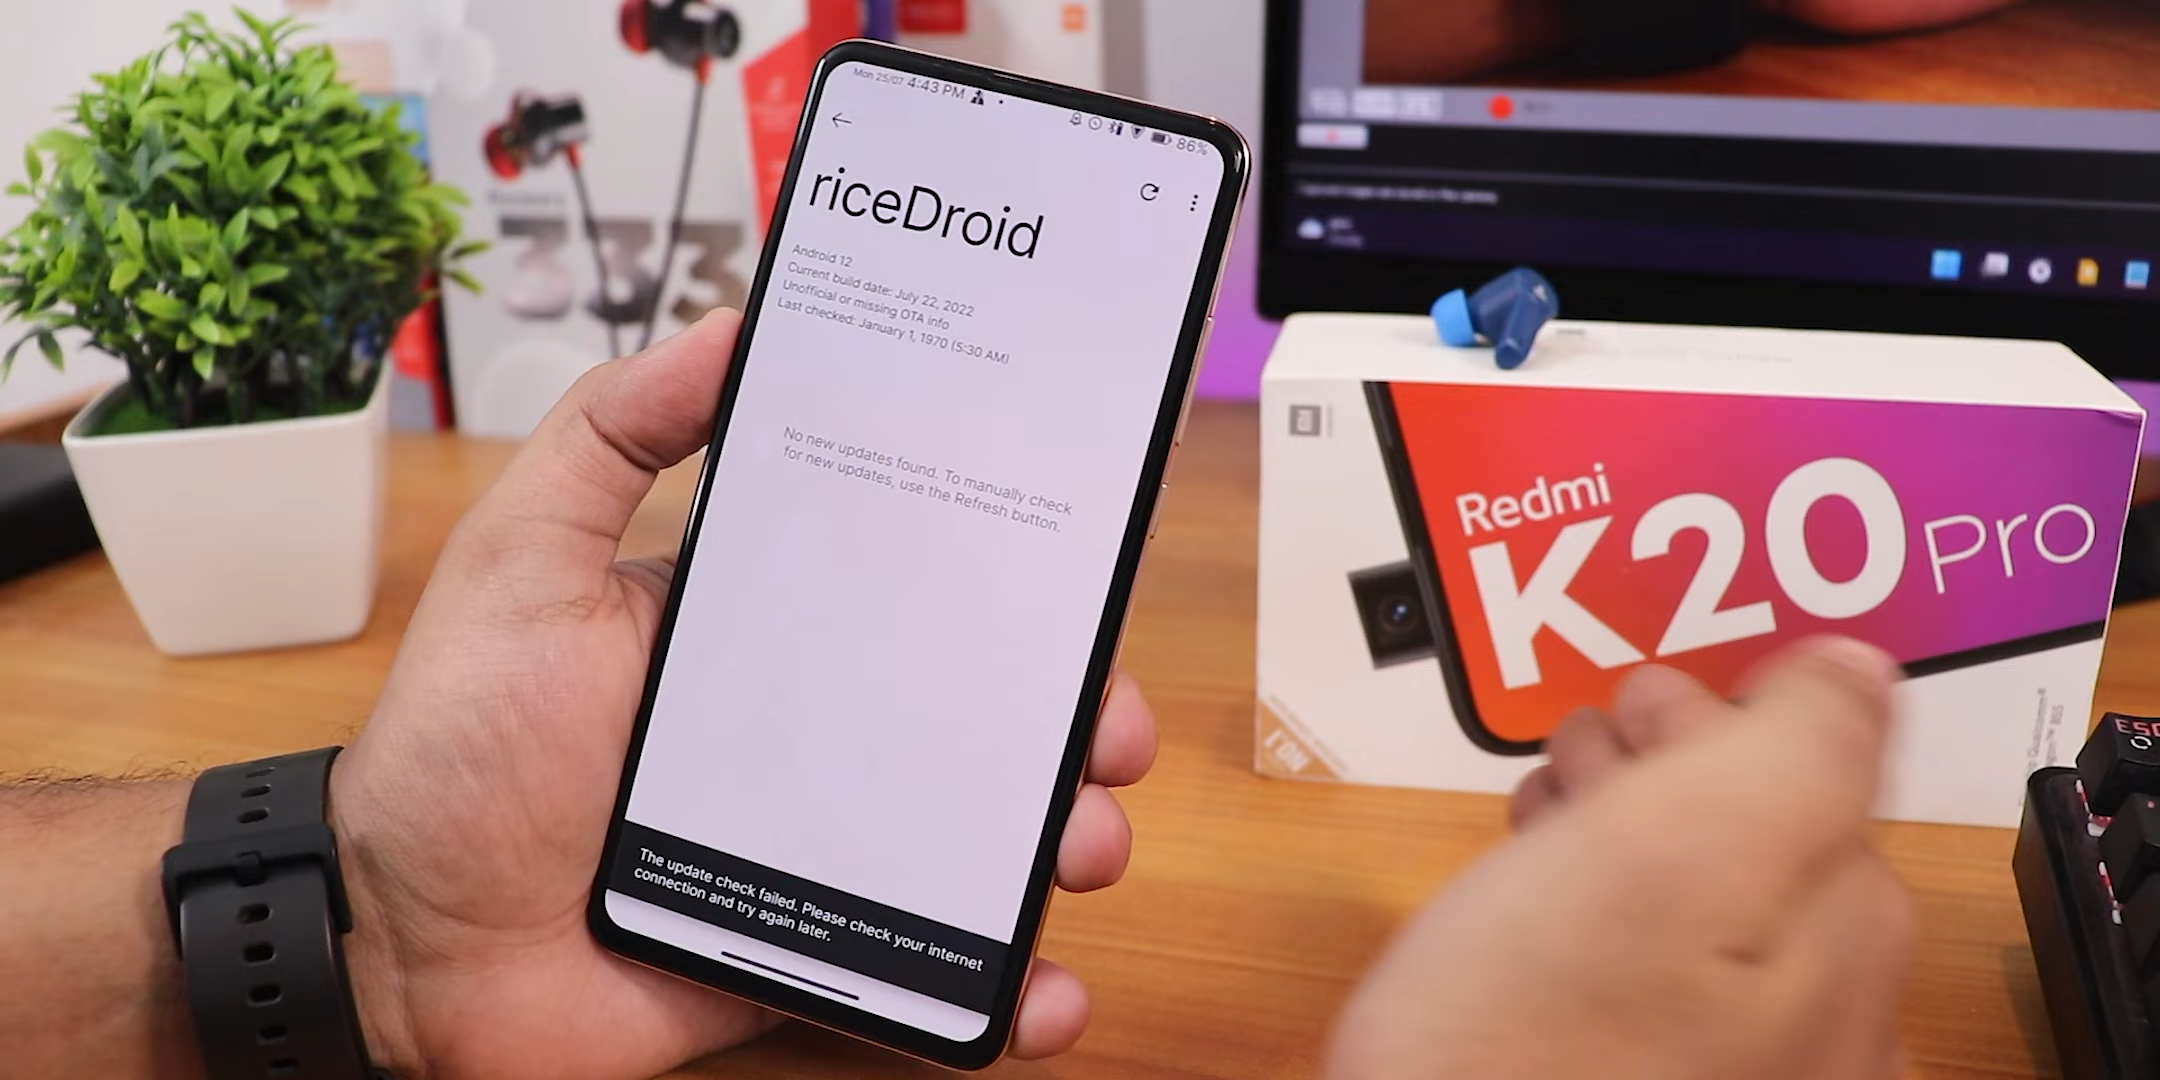 Mon 25/07 4:43 PM
86%
riceDroid
Android 12
Current build date: July 22, 2022
Unofficial or missing OTA info
Last checked: January 1, 1970 (5:30 AM)
No new updates found. To manually check
for new updates, use the Refresh button.
The update check failed. Please check your internet
connection and try again later.
333
Redmi
K20 Pro
ESC